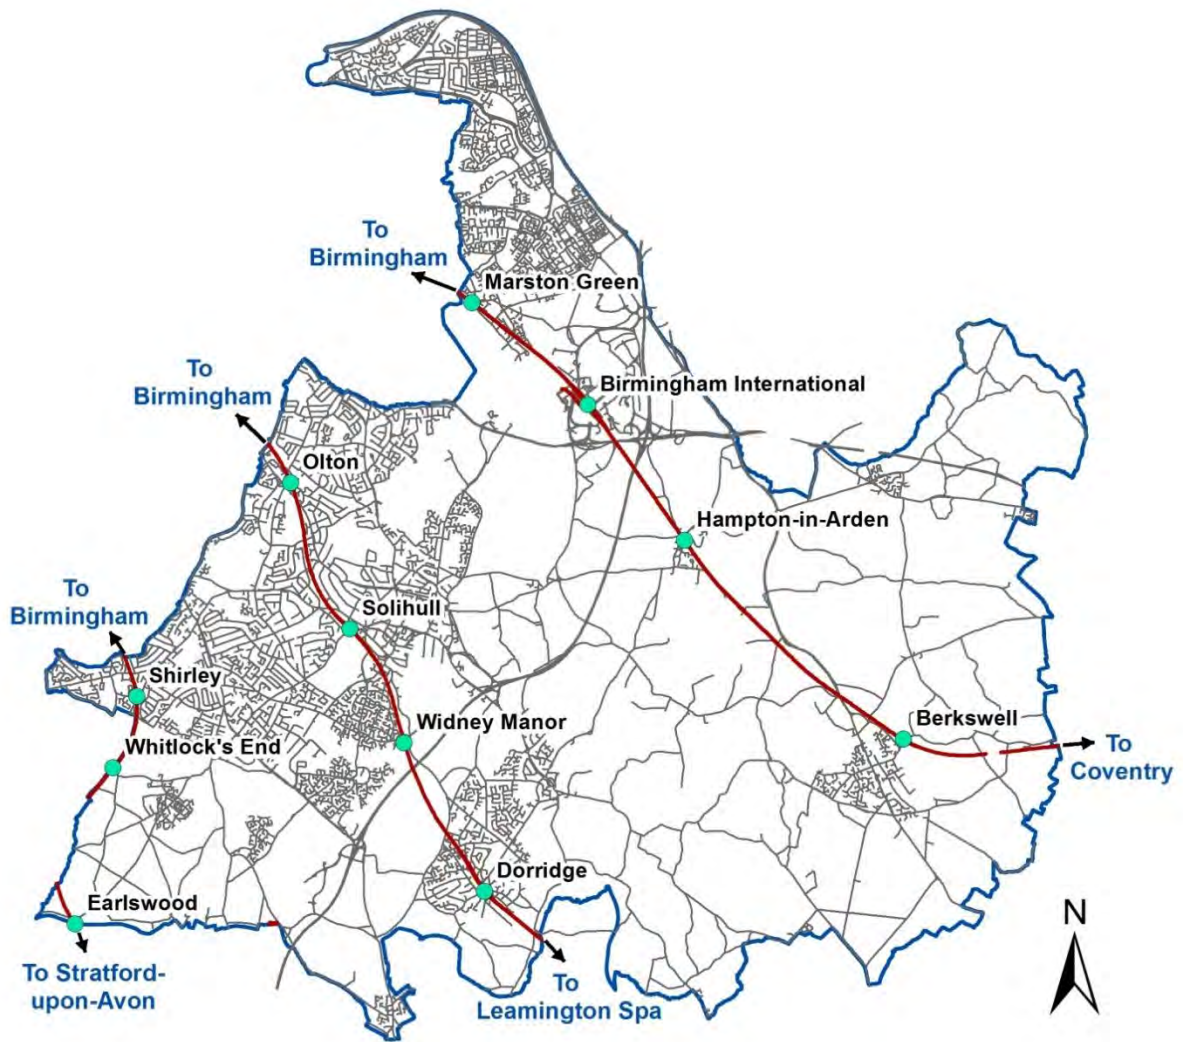 To
Birmingham
Marston Green
To
Birmingham
Birmingham International
Olton
Hampton-in-Arden
To
Birmingham
Solihull
Shirley
Widney Manor
Berkswell
Whitlock's End
To
Coventry
Dorridge
Earlswood
N
To Stratford-
upon-Avon
To
Leamington Spa